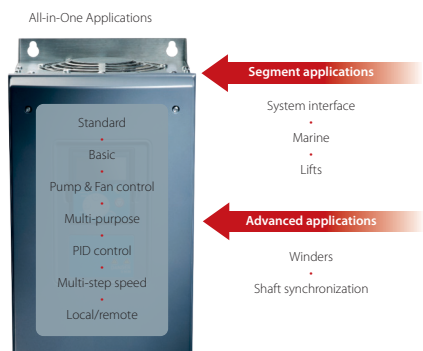 All-in-One Applications
Standard
Basic
Pump & Fan control
Multi-purpose
PID control
Multi-step speed
Local/remote
Segment applications
System interface
Marine
Lifts
Advanced applications
Winders
Shaft synchronization